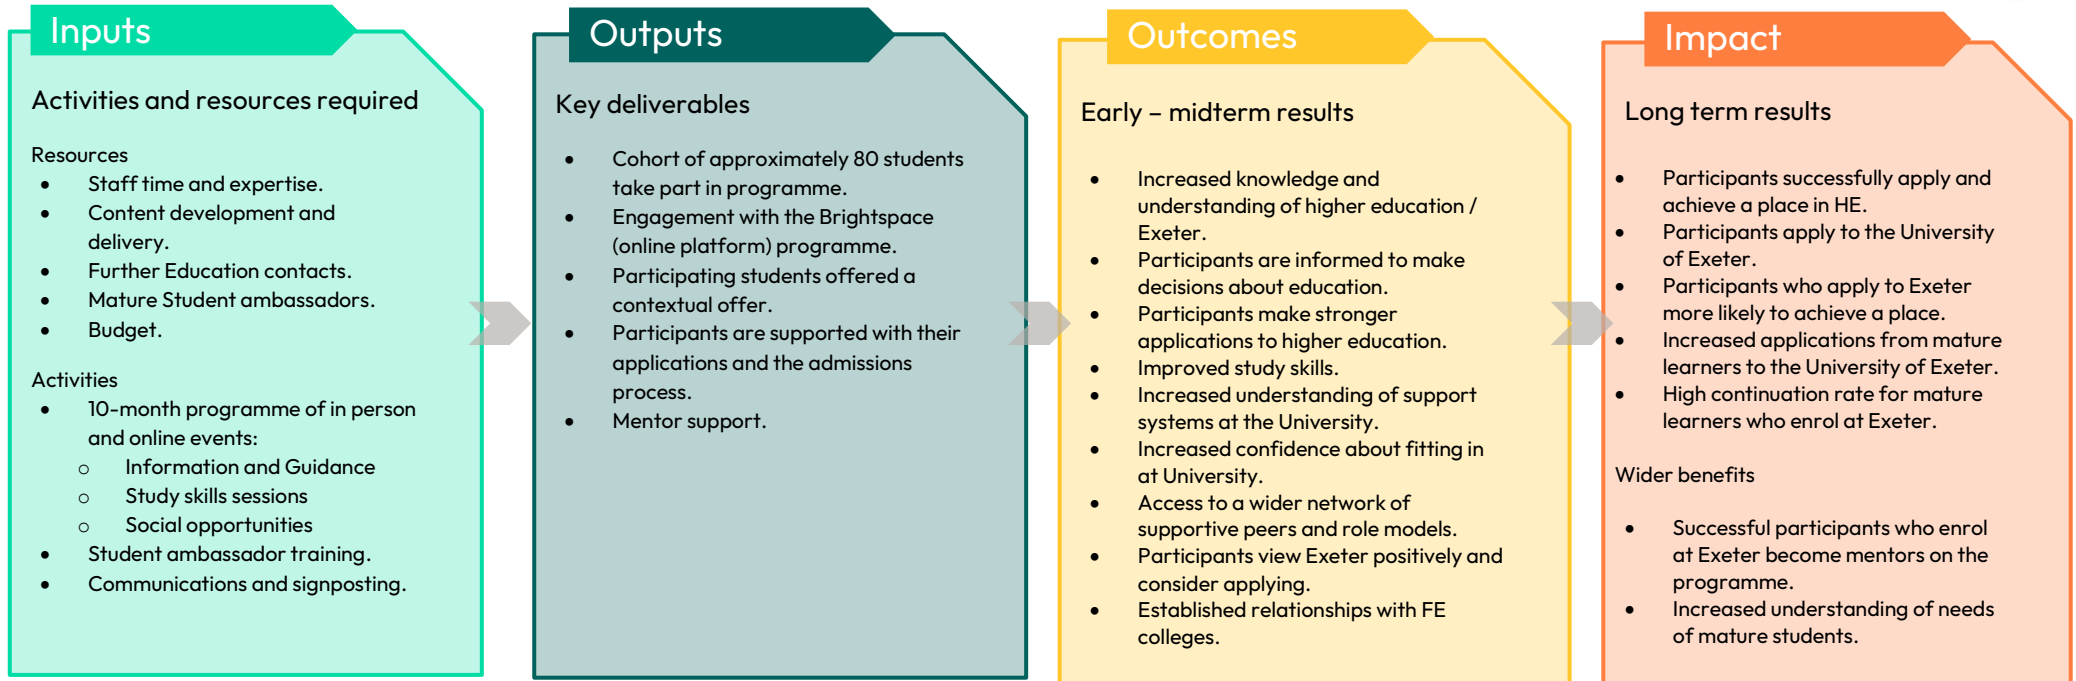 Inputs
Activities and resources required
Resources
• Staff time and expertise.
• Content development and
delivery.
• Further Education contacts.
• Mature Student ambassadors.
• Budget.
Activities
• 10-month programme of in person
and online events:
o Information and Guidance
o Study skills sessions
o Social opportunities
• Student ambassador training.
• Communications and signposting.
Outputs
Key deliverables
• Cohort of approximately 80 students
take part in programme.
• Engagement with the Brightspace
(online platform) programme.
• Participating students offered a
contextual offer.
• Participants are supported with their
applications and the admissions
process.
• Mentor support.
Outcomes
Early – midterm results
• Increased knowledge and
understanding of higher education /
Exeter.
• Participants are informed to make
decisions about education.
• Participants make stronger
applications to higher education.
• Improved study skills.
• Increased understanding of support
systems at the University.
• Increased confidence about fitting in
at University.
• Access to a wider network of
supportive peers and role models.
• Participants view Exeter positively and
consider applying.
• Established relationships with FE
colleges.
Impact
Long term results
• Participants successfully apply and
achieve a place in HE.
• Participants apply to the University
of Exeter.
• Participants who apply to Exeter
more likely to achieve a place.
• Increased applications from mature
learners to the University of Exeter.
• High continuation rate for mature
learners who enrol at Exeter.
Wider benefits
• Successful participants who enrol
at Exeter become mentors on the
programme.
• Increased understanding of needs
of mature students.